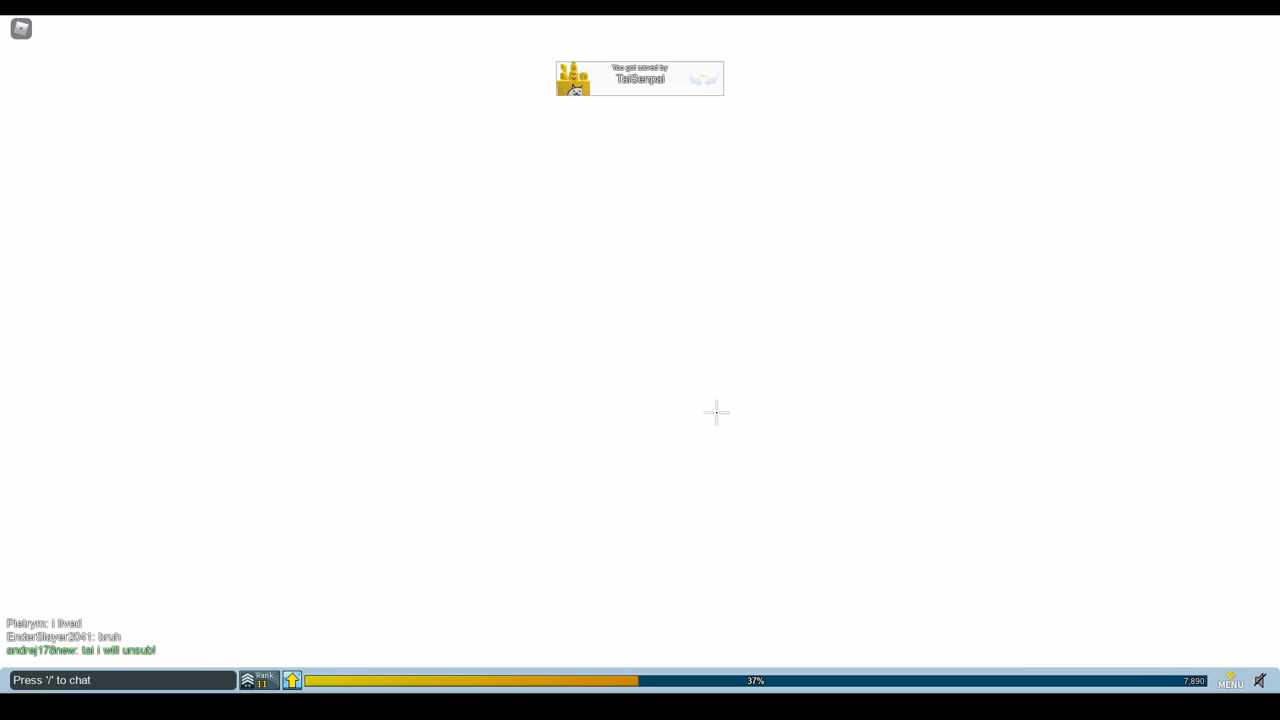 You got saved by
TaiSenpai
Pietrym: i lived
EnderSlayer2041: bruh
andrej178new: tai i will unsub!
Press '/' to chat
Rank
11
37%
7,890
MENU